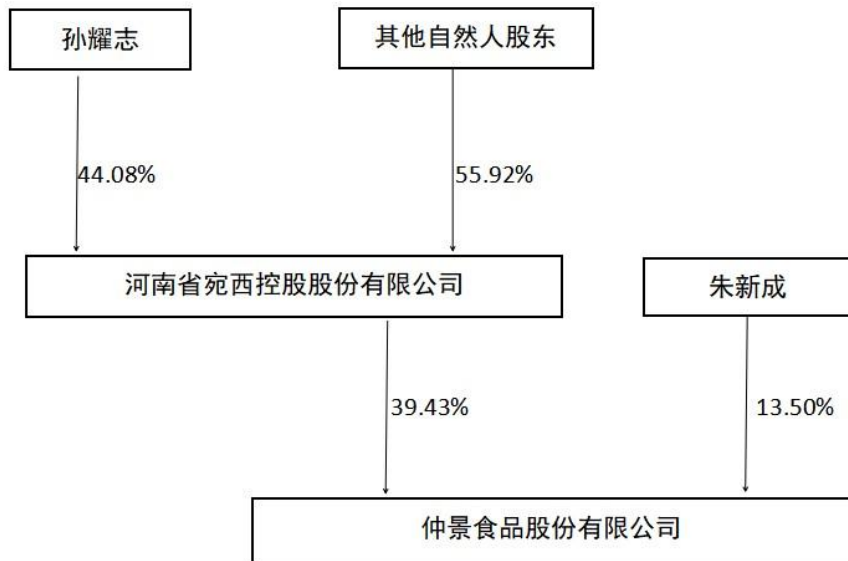 孙耀志
其他自然人股东
44.08%
55.92%
河南省宛西控股股份有限公司
朱新成
39.43%
13.50%
仲景食品股份有限公司